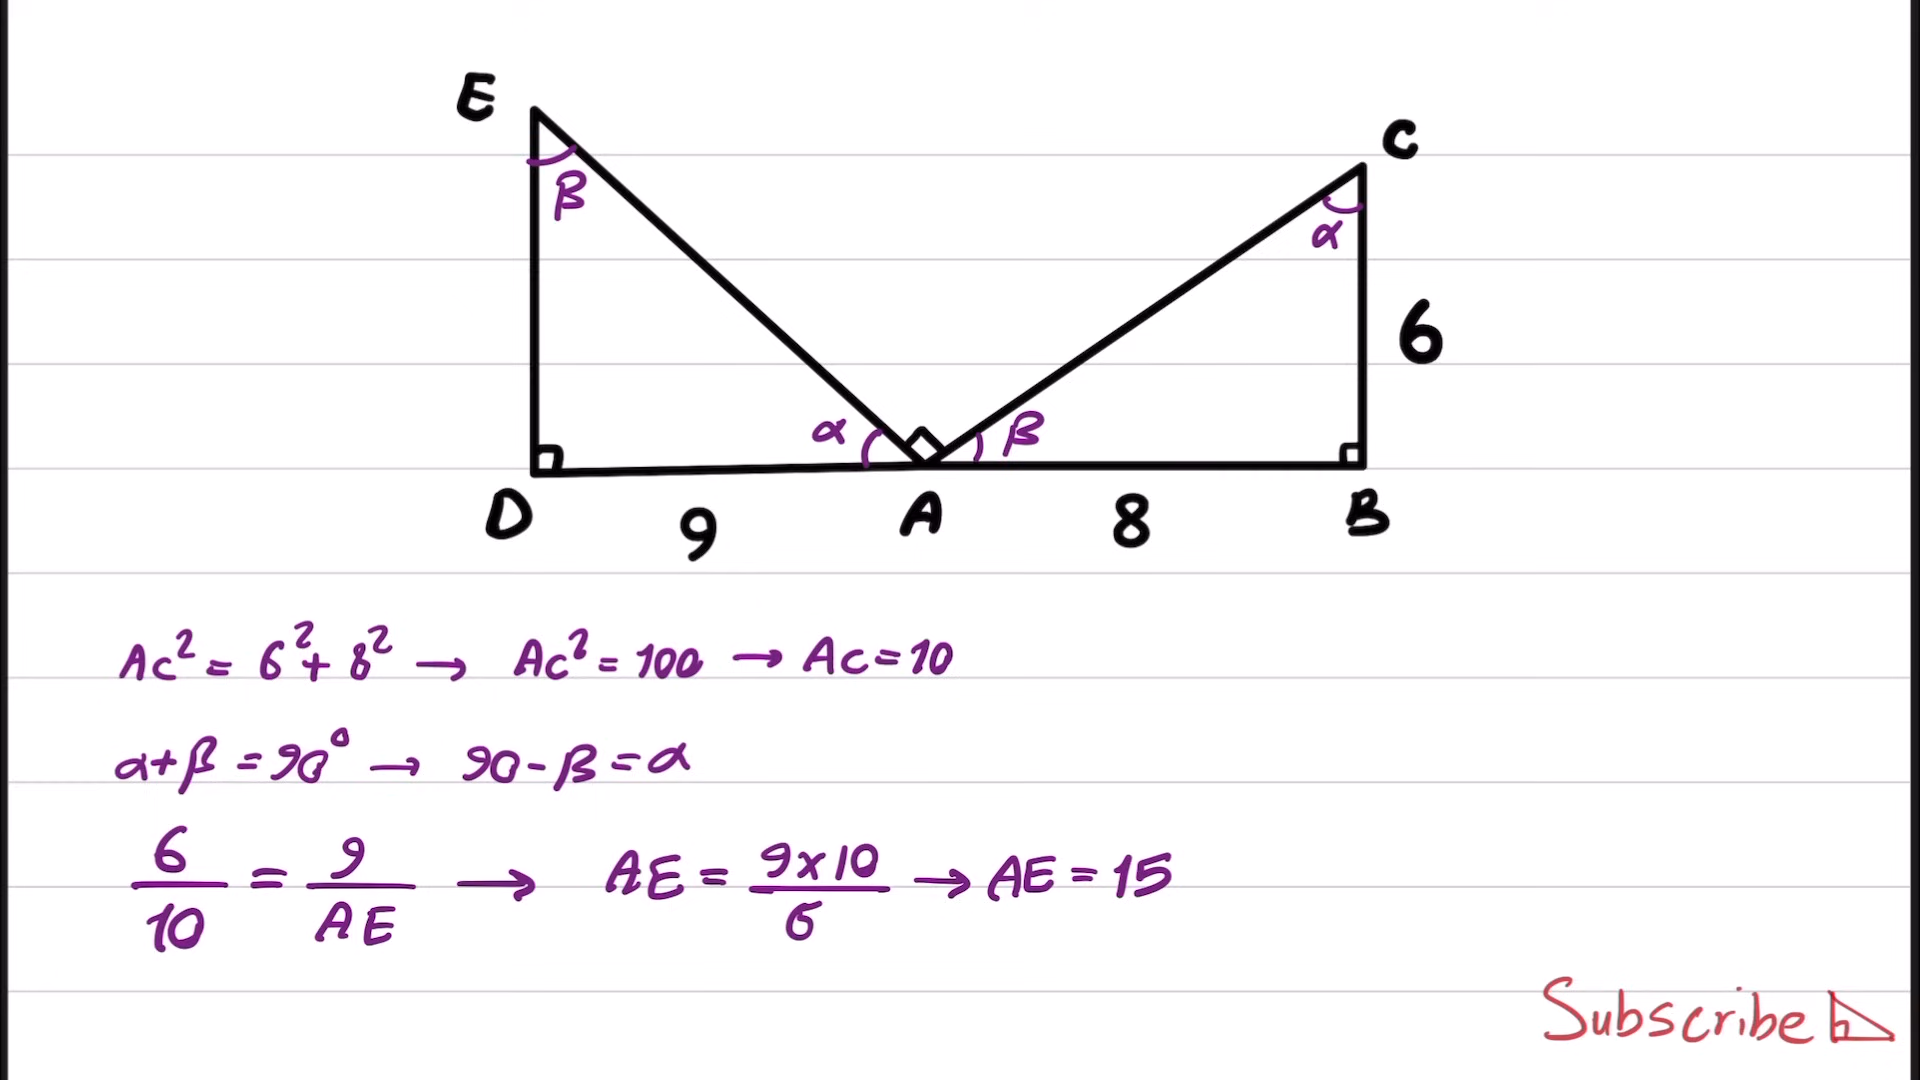 E
C
β
α
6
α
β
D
9
A
8
B
AC² = 6² + 8² → AC² = 100 → AC = 10
α + β = 90° → 90 - β = α
6/10 = 9/AE → AE = 9x10/6 → AE = 15
Subscribe